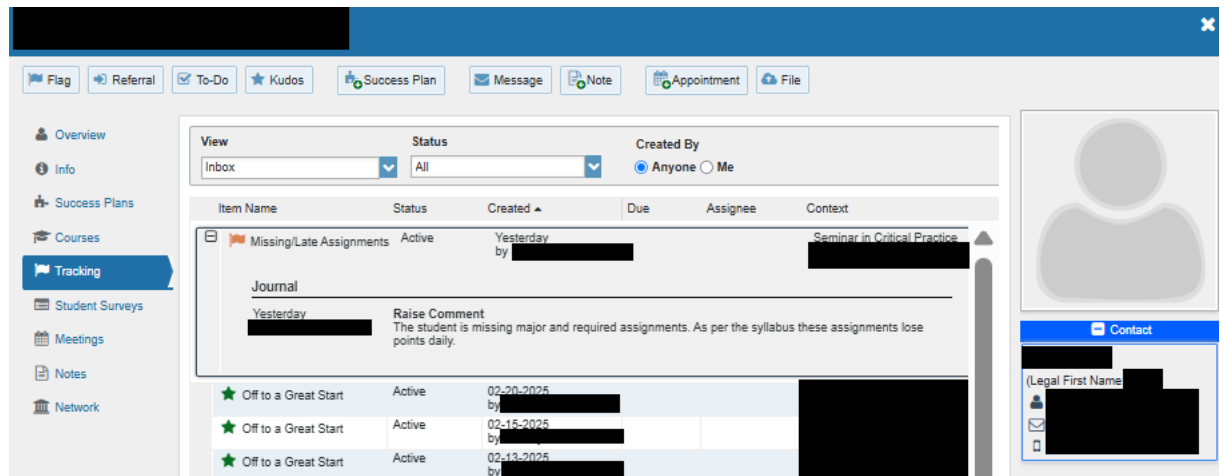 Flag Referral To-Do Kudos Success Plan Message Note Appointment File
Overview
Info
Success Plans
Courses
Tracking
Student Surveys
Meetings
Notes
Network
View Status Created By
Inbox All Anyone Me
Item Name Status Created Due Assignee Context
Missing/Late Assignments Active Yesterday Seminar in Critical Practice
by
Journal
Yesterday Raise Comment
The student is missing major and required assignments. As per the syllabus these assignments lose
points daily.
Off to a Great Start Active 02-20-2025
by
Off to a Great Start Active 02-15-2025
by
Off to a Great Start Active 02-13-2025
by
Contact
(Legal First Name